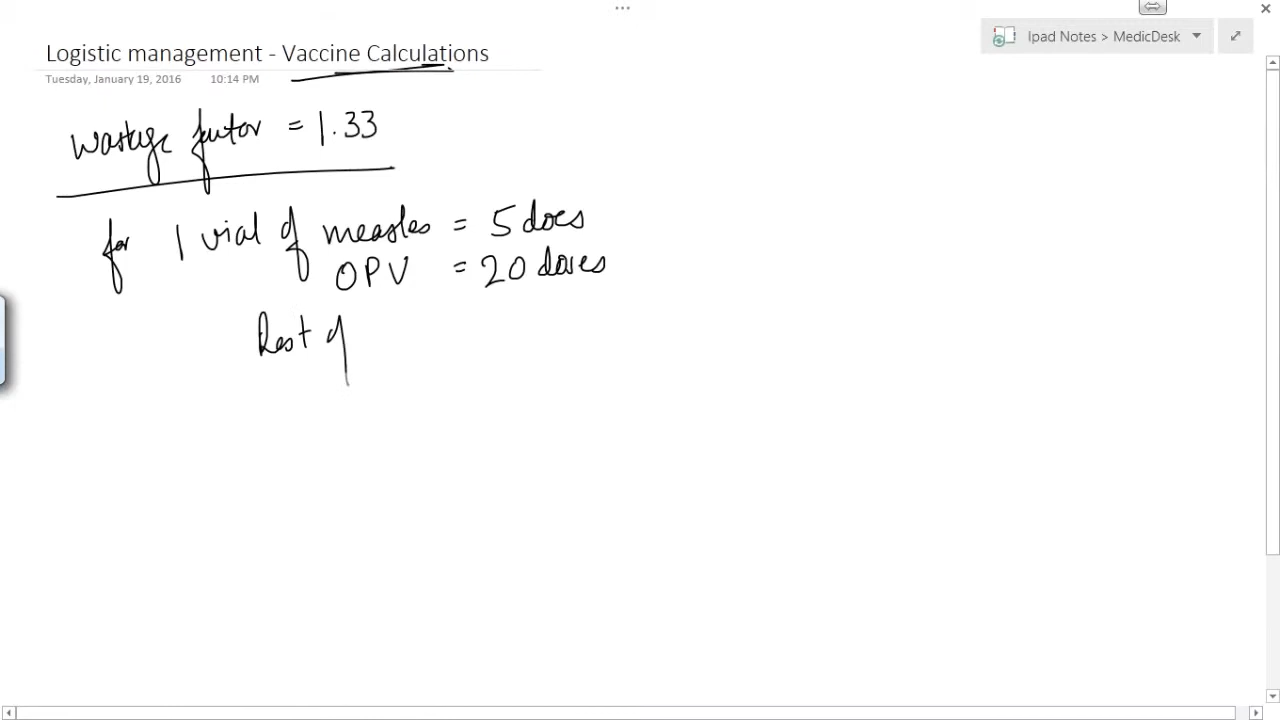 Ipad Notes > MedicDesk
Logistic management - Vaccine Calculations
Tuesday, January 19, 2016 10:14 PM
wastage factor = 1.33
for 1 vial of measles = 5 does
OPV = 20 doses
Rest of